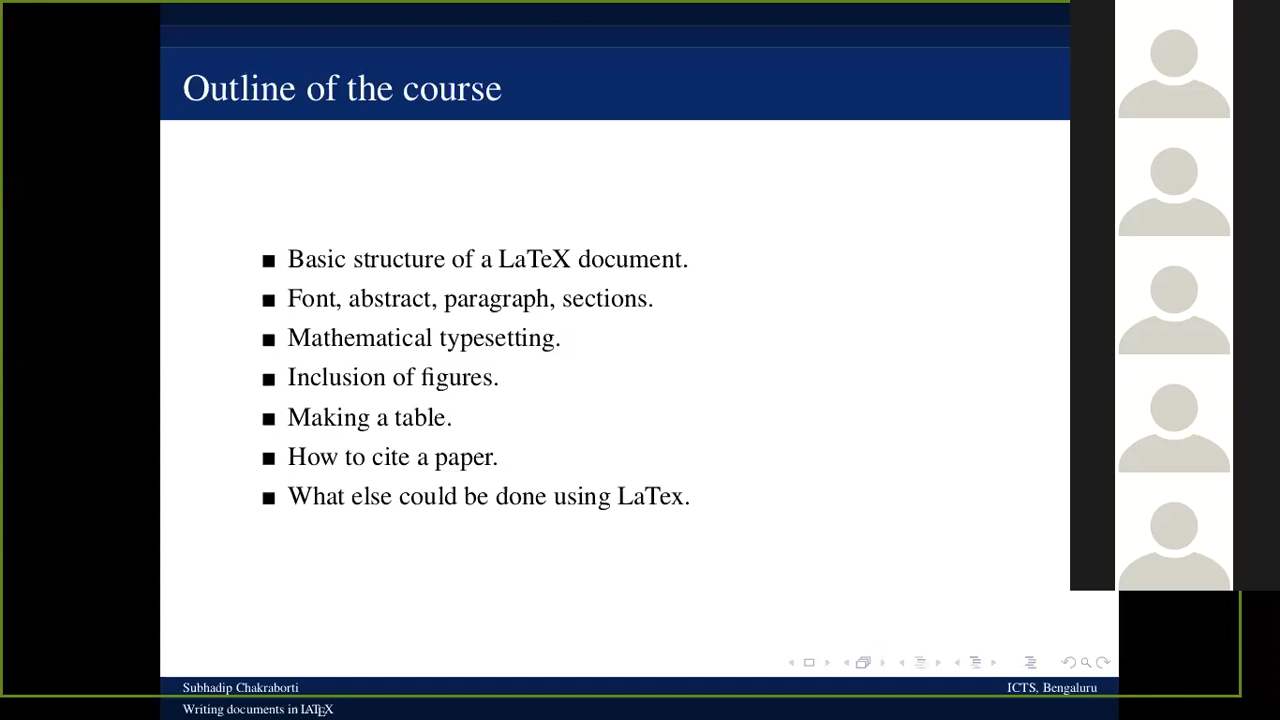 Outline of the course
Basic structure of a LaTeX document.
Font, abstract, paragraph, sections.
Mathematical typesetting.
Inclusion of figures.
Making a table.
How to cite a paper.
What else could be done using LaTex.
Subhadip Chakraborti
ICTS, Bengaluru
Writing documents in LATEX